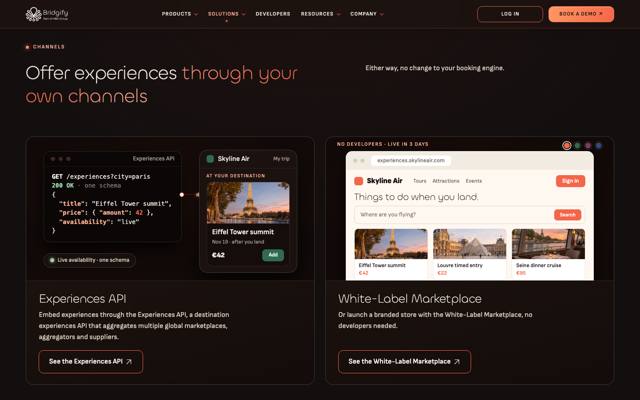 Bridgify
PRODUCTS
SOLUTIONS
DEVELOPERS
RESOURCES
COMPANY
LOG IN
BOOK A DEMO ↗
CHANNELS
Offer experiences through your
own channels
Either way, no change to your booking engine.
Experiences API
GET /experiences?city=paris
200 OK · one schema
{
"title": "Eiffel Tower summit",
"price": { "amount": 42 },
"availability": "live"
}
Live availability · one schema
Skyline Air
My trip
AT YOUR DESTINATION
Eiffel Tower summit
Nov 19 · after you land
€42
Add
Experiences API
Embed experiences through the Experiences API, a destination
experiences API that aggregates multiple global marketplaces,
aggregators and suppliers.
See the Experiences API ↗
NO DEVELOPERS · LIVE IN 3 DAYS
experiences.skylineair.com
Skyline Air
Tours
Attractions
Events
Sign in
Things to do when you land.
Where are you flying?
Search
Eiffel Tower summit
€42
Louvre timed entry
€22
Seine dinner cruise
€95
White-Label Marketplace
Or launch a branded store with the White-Label Marketplace, no
developers needed.
See the White-Label Marketplace ↗